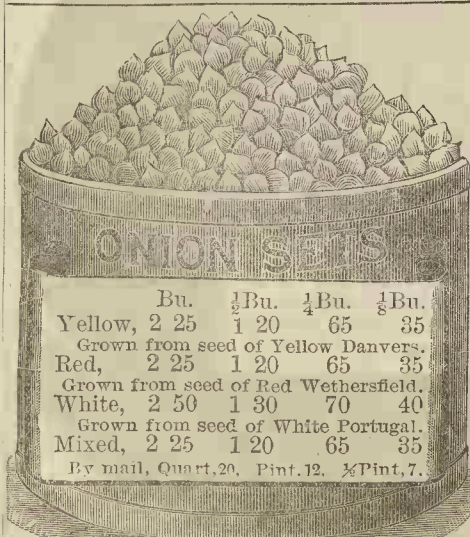 ONION SETS
Bu. ½Bu. ¼Bu. ⅛Bu.
Yellow, 2 25 1 20 65 35
Grown from seed of Yellow Danvers.
Red, 2 25 1 20 65 35
Grown from seed of Red Wethersfield.
White, 2 50 1 30 70 40
Grown from seed of White Portugal.
Mixed, 2 25 1 20 65 35
By mail, Quart,20, Pint.12, ½Pint,7.